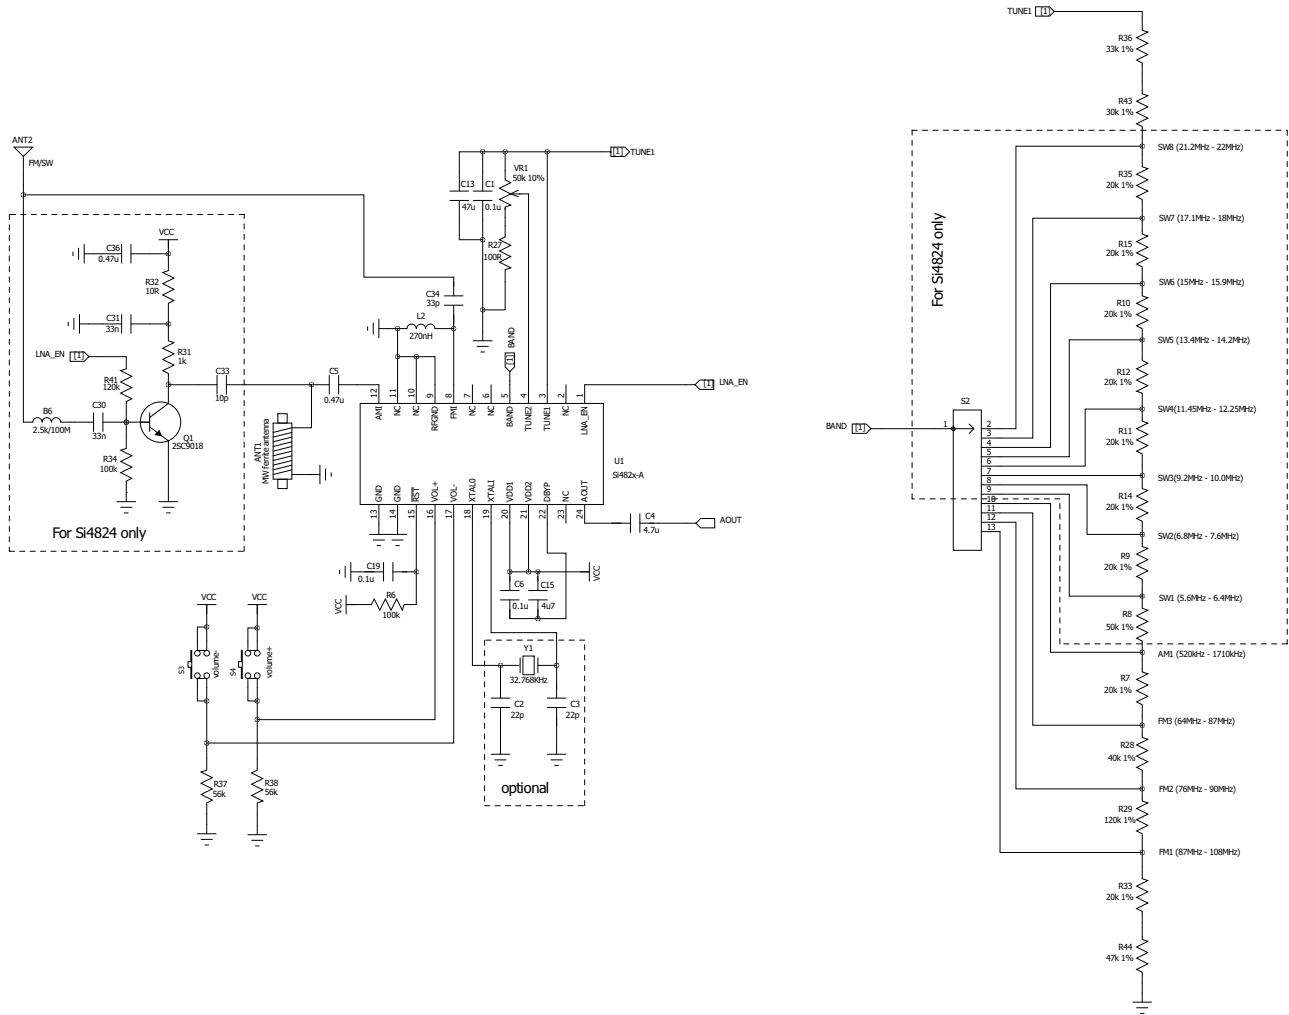 ANT2
FM/SW
VCC
C36
0.47u
R32
10R
C31
33n
R31
1k
LNA_EN [1]
R41
120k
C33
10p
C30
33n
B6
2.5k/100M
Q1
2SC9018
R34
100k
For Si4824 only
C5
0.47u
ANT1
MW ferrite antenna
C34
33p
L2
270nH
C13
47u
C1
0.1u
VR1
50k 10%
R27
100R
[1] TUNE1
[1] BAND
[1] LNA_EN
12 11 10 9 8 7 6 5 4 3 2 1
AMI NC NC RFGND FMI NC NC BAND TUNE2 TUNE1 NC LNA_EN
U1
Si482x-A
GND GND RST VOL+ VOL- XTALO XTALI VDD1 VDD2 DBYP NC AOUT
13 14 15 16 17 18 19 20 21 22 23 24
C4
4.7u
AOUT
C19
0.1u
VCC
R6
100k
C6
0.1u
C15
4u7
VCC
VCC
VCC
S3
volume-
S4
volume+
R37
56k
R38
56k
Y1
32.768KHz
C2
22p
C3
22p
optional
TUNE1 [1]
R36
33k 1%
R43
30k 1%
SW8 (21.2MHz - 22MHz)
R35
20k 1%
SW7 (17.1MHz - 18MHz)
R15
20k 1%
SW6 (15MHz - 15.9MHz)
R10
20k 1%
SW5 (13.4MHz - 14.2MHz)
R12
20k 1%
SW4(11.45MHz - 12.25MHz)
R11
20k 1%
SW3(9.2MHz - 10.0MHz)
R14
20k 1%
SW2(6.8MHz - 7.6MHz)
R9
20k 1%
SW1 (5.6MHz - 6.4MHz)
R8
50k 1%
AM1 (520kHz - 1710kHz)
R7
20k 1%
FM3 (64MHz - 87MHz)
R28
40k 1%
FM2 (76MHz - 90MHz)
R29
120k 1%
FM1 (87MHz - 108MHz)
R33
20k 1%
R44
47k 1%
For Si4824 only
BAND [1]
S2
1
2
3
4
5
6
7
8
9
10
11
12
13